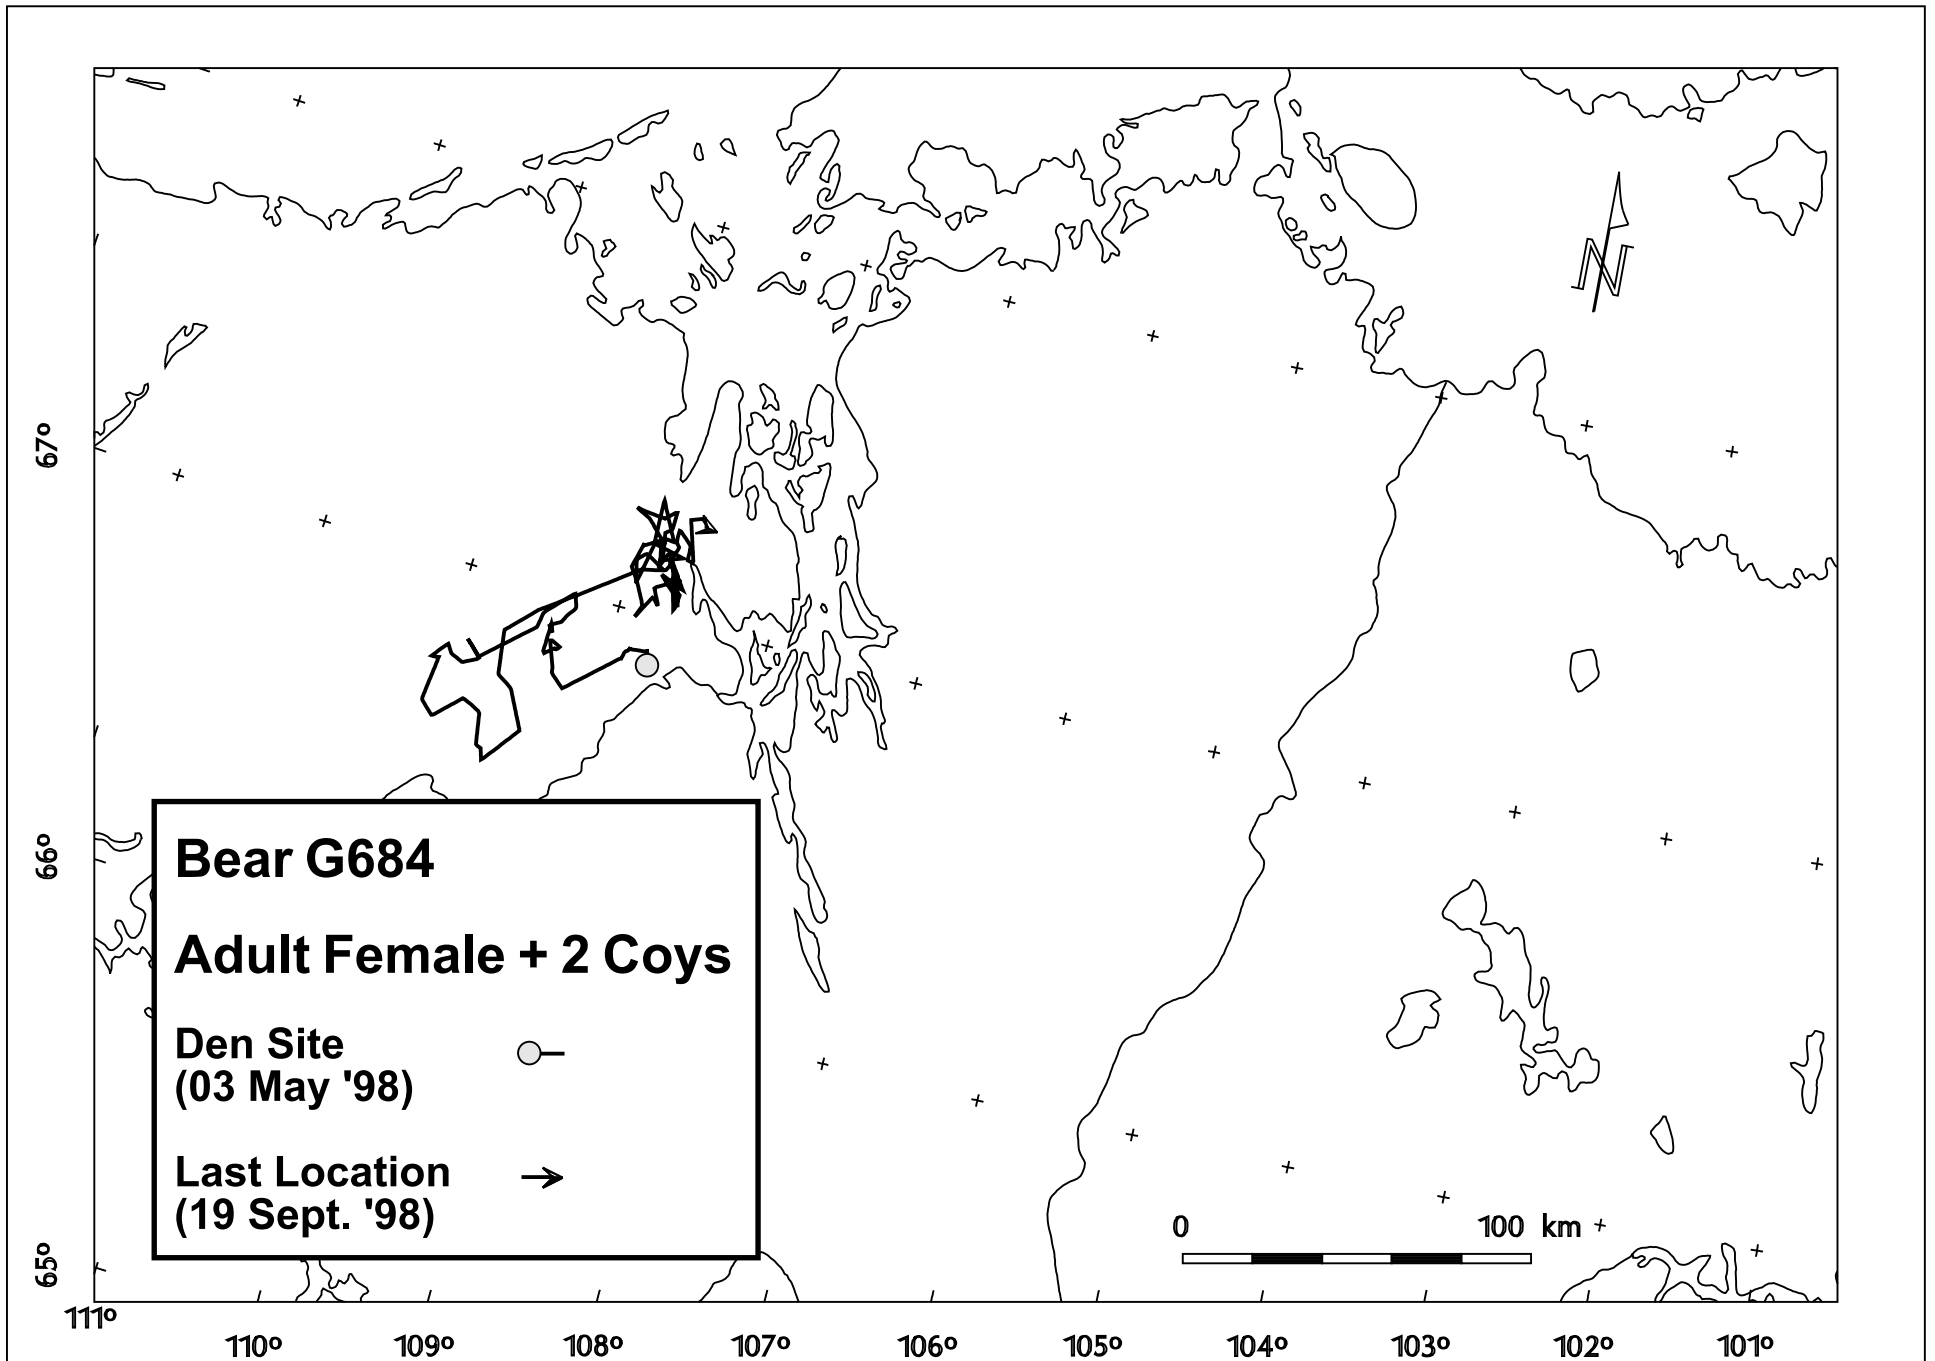 N
67º
66º
65º
Bear G684
Adult Female + 2 Coys
Den Site
(03 May '98)
Last Location
(19 Sept. '98)
0 100 km
111º
110º 109º 108º 107º 106º 105º 104º 103º 102º 101º